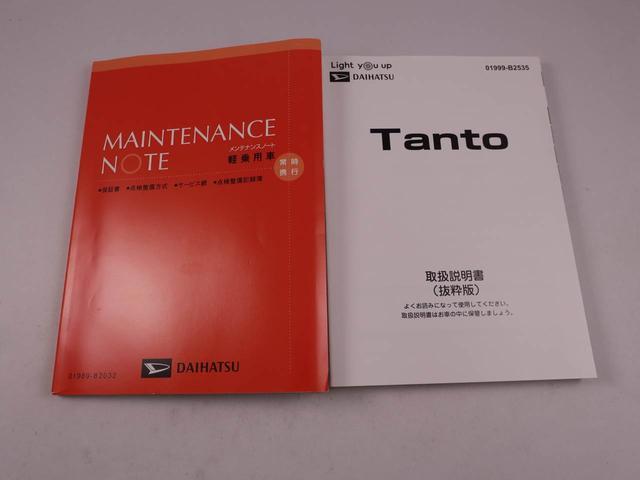 MAINTENANCE
NOTE
メンテナンスノート
軽乗用車
常時
携行
●保証書 ●点検整備方式 ●サービス網 ●点検整備記録簿
DAIHATSU
01989-B2032
Light you up
DAIHATSU
01999-B2535
Tanto
取扱説明書
（抜粋版）
よくお読みになって使用してください。
取扱説明書はお車の中に保管しましょう。